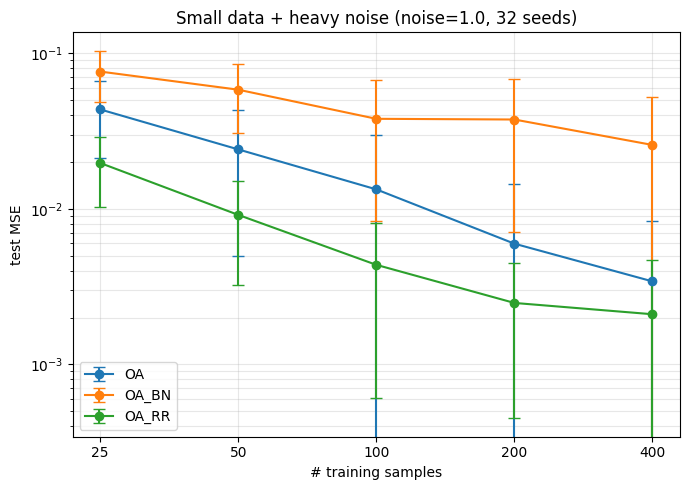 Small data + heavy noise (noise=1.0, 32 seeds)
test MSE
10⁻¹
10⁻²
10⁻³
OA
OA_BN
OA_RR
25
50
100
200
400
# training samples